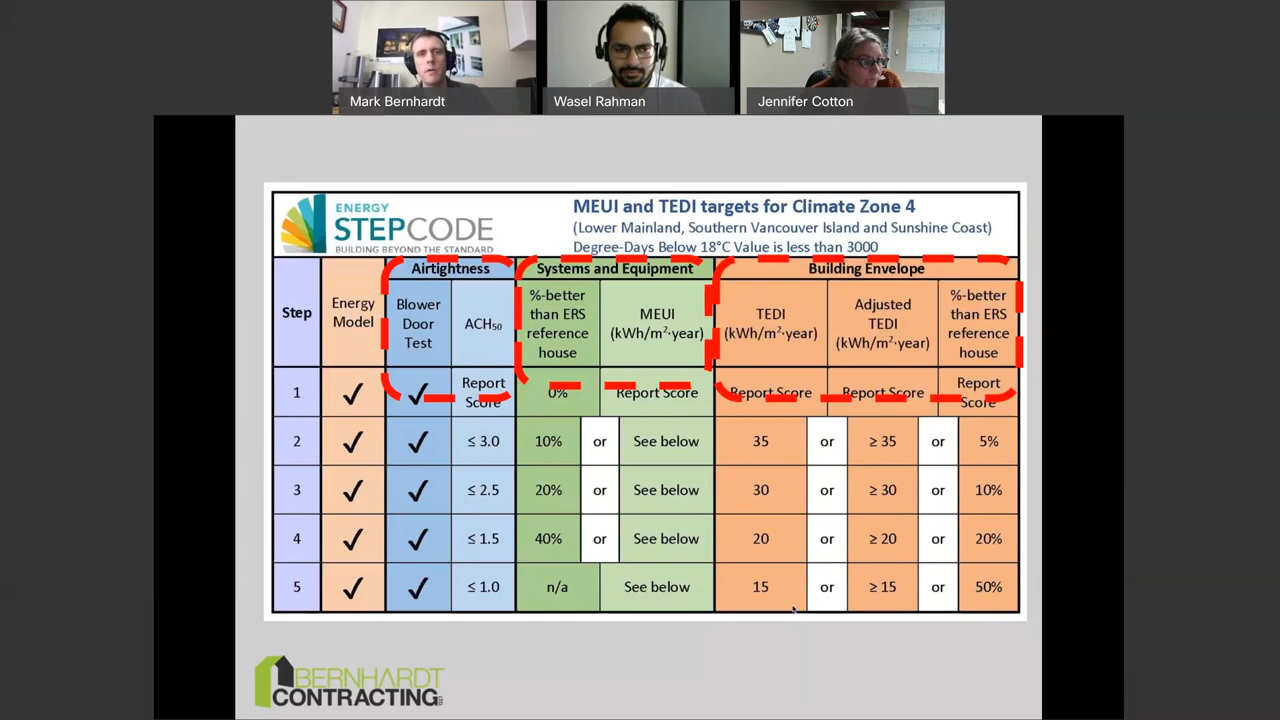 Mark Bernhardt
Wasel Rahman
Jennifer Cotton
ENERGY
STEPCODE
BUILDING BEYOND THE STANDARD
MEUI and TEDI targets for Climate Zone 4
(Lower Mainland, Southern Vancouver Island and Sunshine Coast)
Degree-Days Below 18°C Value is less than 3000
Airtightness Systems and Equipment Building Envelope
Step
Energy
Model
Blower
Door
Test
ACH₅₀
%-better
than ERS
reference
house
MEUI
(kWh/m²·year)
TEDI
(kWh/m²·year)
Adjusted
TEDI
(kWh/m²·year)
%-better
than ERS
reference
house
1 ✓ ✓ Report Score 0% Report Score Report Score Report Score Report Score
2 ✓ ✓ ≤ 3.0 10% or See below 35 or ≥ 35 or 5%
3 ✓ ✓ ≤ 2.5 20% or See below 30 or ≥ 30 or 10%
4 ✓ ✓ ≤ 1.5 40% or See below 20 or ≥ 20 or 20%
5 ✓ ✓ ≤ 1.0 n/a See below 15 or ≥ 15 or 50%
BERNHARDT
CONTRACTING